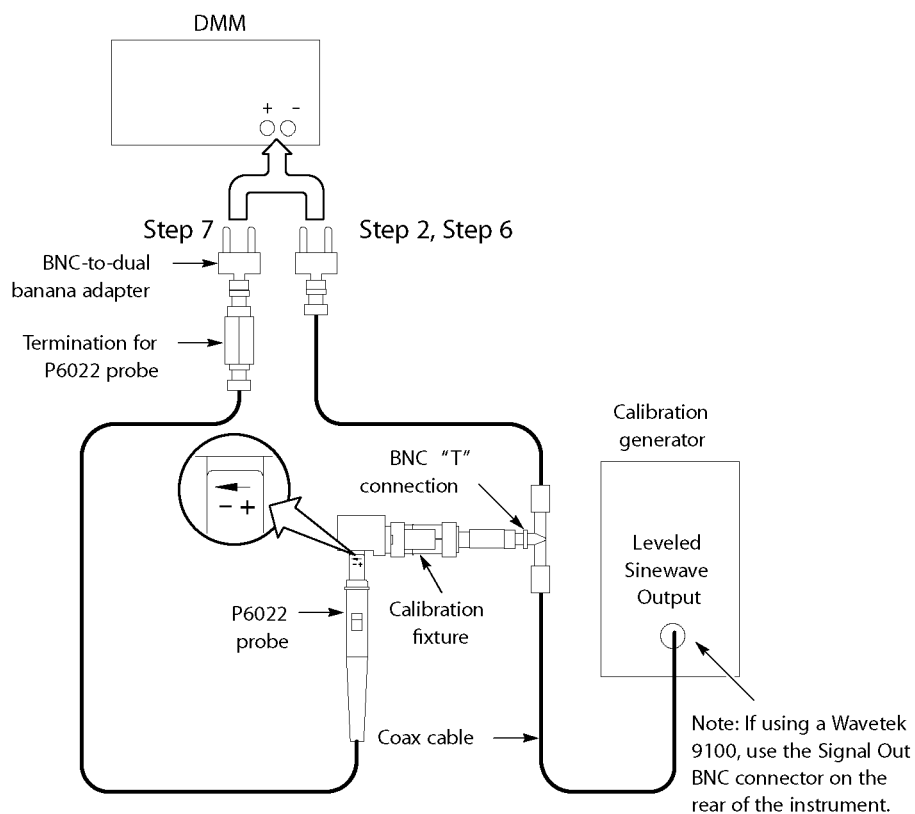 DMM
+ −
Step 7
Step 2, Step 6
BNC-to-dual
banana adapter
Termination for
P6022 probe
Calibration
generator
BNC “T”
connection
− +
− +
Leveled
Sinewave
Output
P6022
probe
Calibration
fixture
Coax cable
Note: If using a Wavetek
9100, use the Signal Out
BNC connector on the
rear of the instrument.